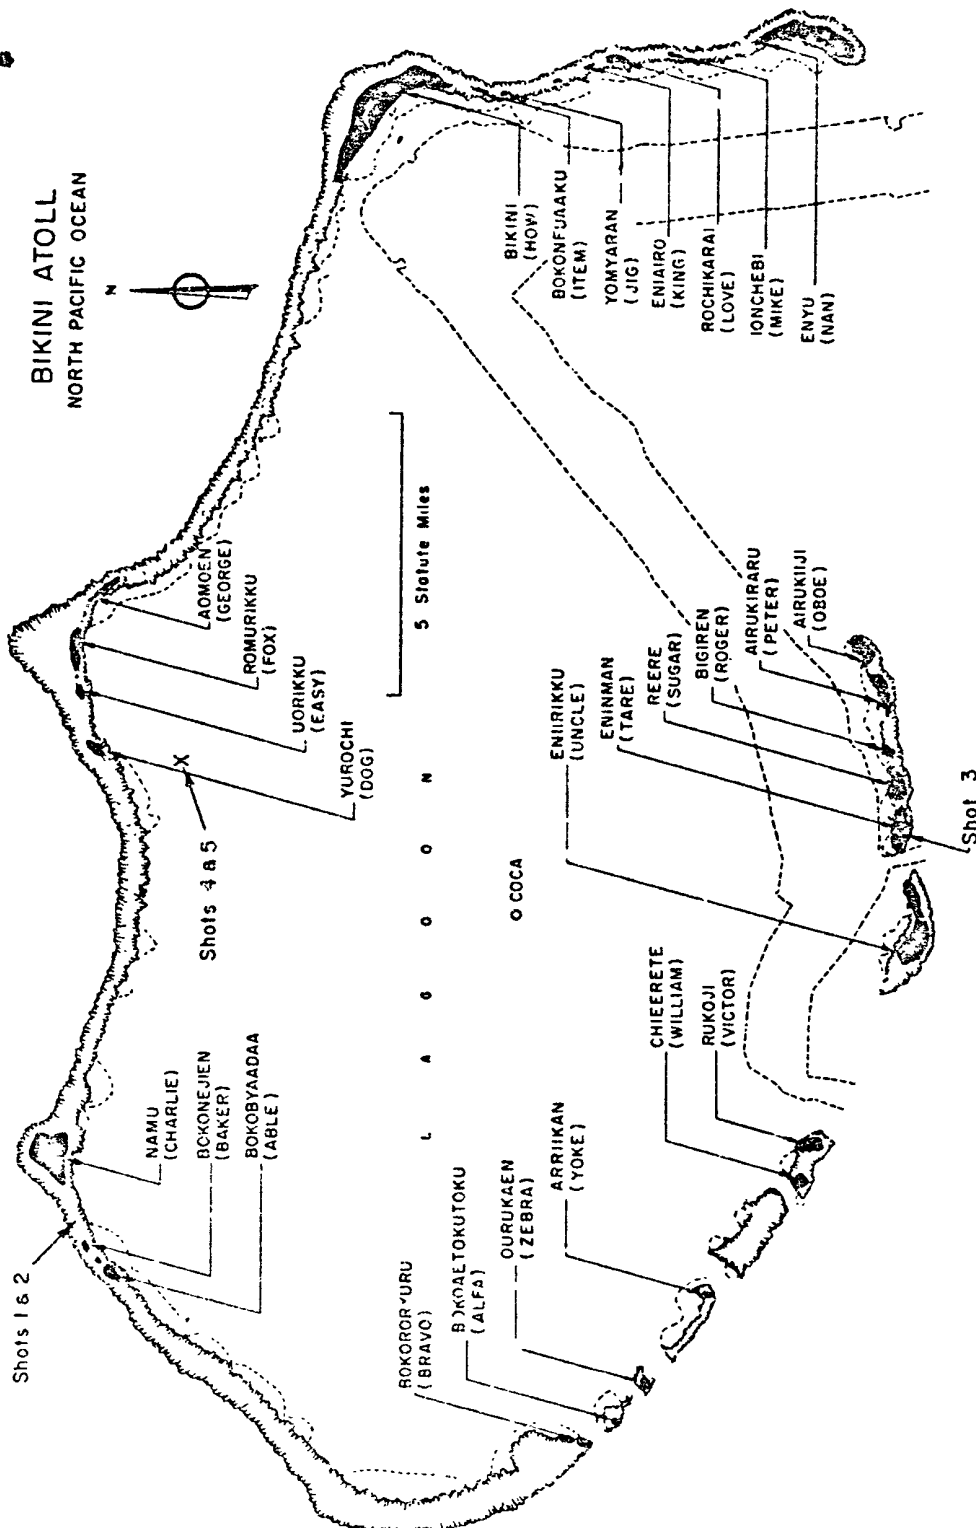 BIKINI ATOLL
NORTH PACIFIC OCEAN
N
Shots 1 & 2
NAMU
(CHARLIE)
BOKONEJIEN
(BAKER)
BOKOBYAADAA
(ABLE)
Shots 4 & 5
X
YUROCHI
(DOG)
UORIKKU
(EASY)
ROMURIKKU
(FOX)
AOMOEN
(GEORGE)
5 Statute Miles
L A G O O N
COCA
BIKINI
(HOW)
BOKONFUAAKU
(ITEM)
YOMYARAN
(JIG)
ENIAIRO
(KING)
ROCHIKARAI
(LOVE)
IONCHEBI
(MIKE)
ENYU
(NAN)
(BRAVO)
(ALFA)
OURUKAEN
(ZEBRA)
ARRIIKAN
(YOKE)
CHIEERETE
(WILLIAM)
RUKOJI
(VICTOR)
ENIIRIKKU
(UNCLE)
ENINMAN
(TARE)
REERE
(SUGAR)
BIGIREN
(ROGER)
AIRUKIRARU
(PETER)
AIRUKIIJI
(OBOE)
Shot 3